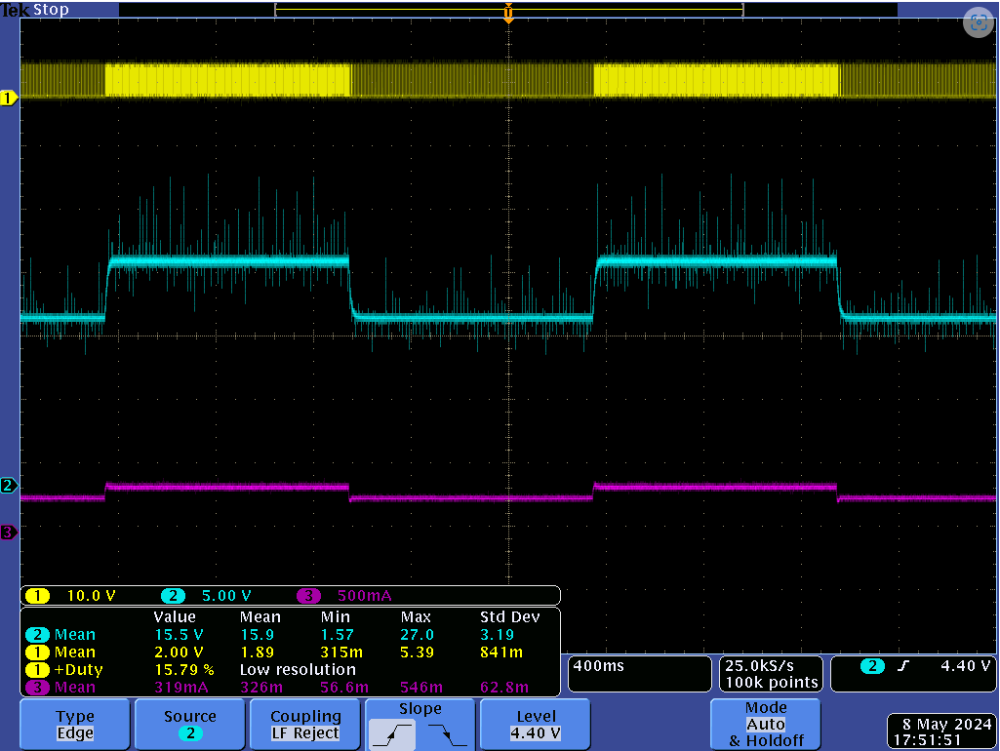 Tek Stop
T
1
2
3
1 10.0 V 2 5.00 V 3 500mA
Value Mean Min Max Std Dev
2 Mean 15.5 V 15.9 1.57 27.0 3.19
1 Mean 2.00 V 1.89 315m 5.39 841m
1 +Duty 15.79 % Low resolution
3 Mean 319mA 326m 56.6m 546m 62.8m
400ms
25.0kS/s
100k points
2 4.40 V
Type
Edge
Source
2
Coupling
LF Reject
Slope
Level
4.40 V
Mode
Auto
& Holdoff
8 May 2024
17:51:51